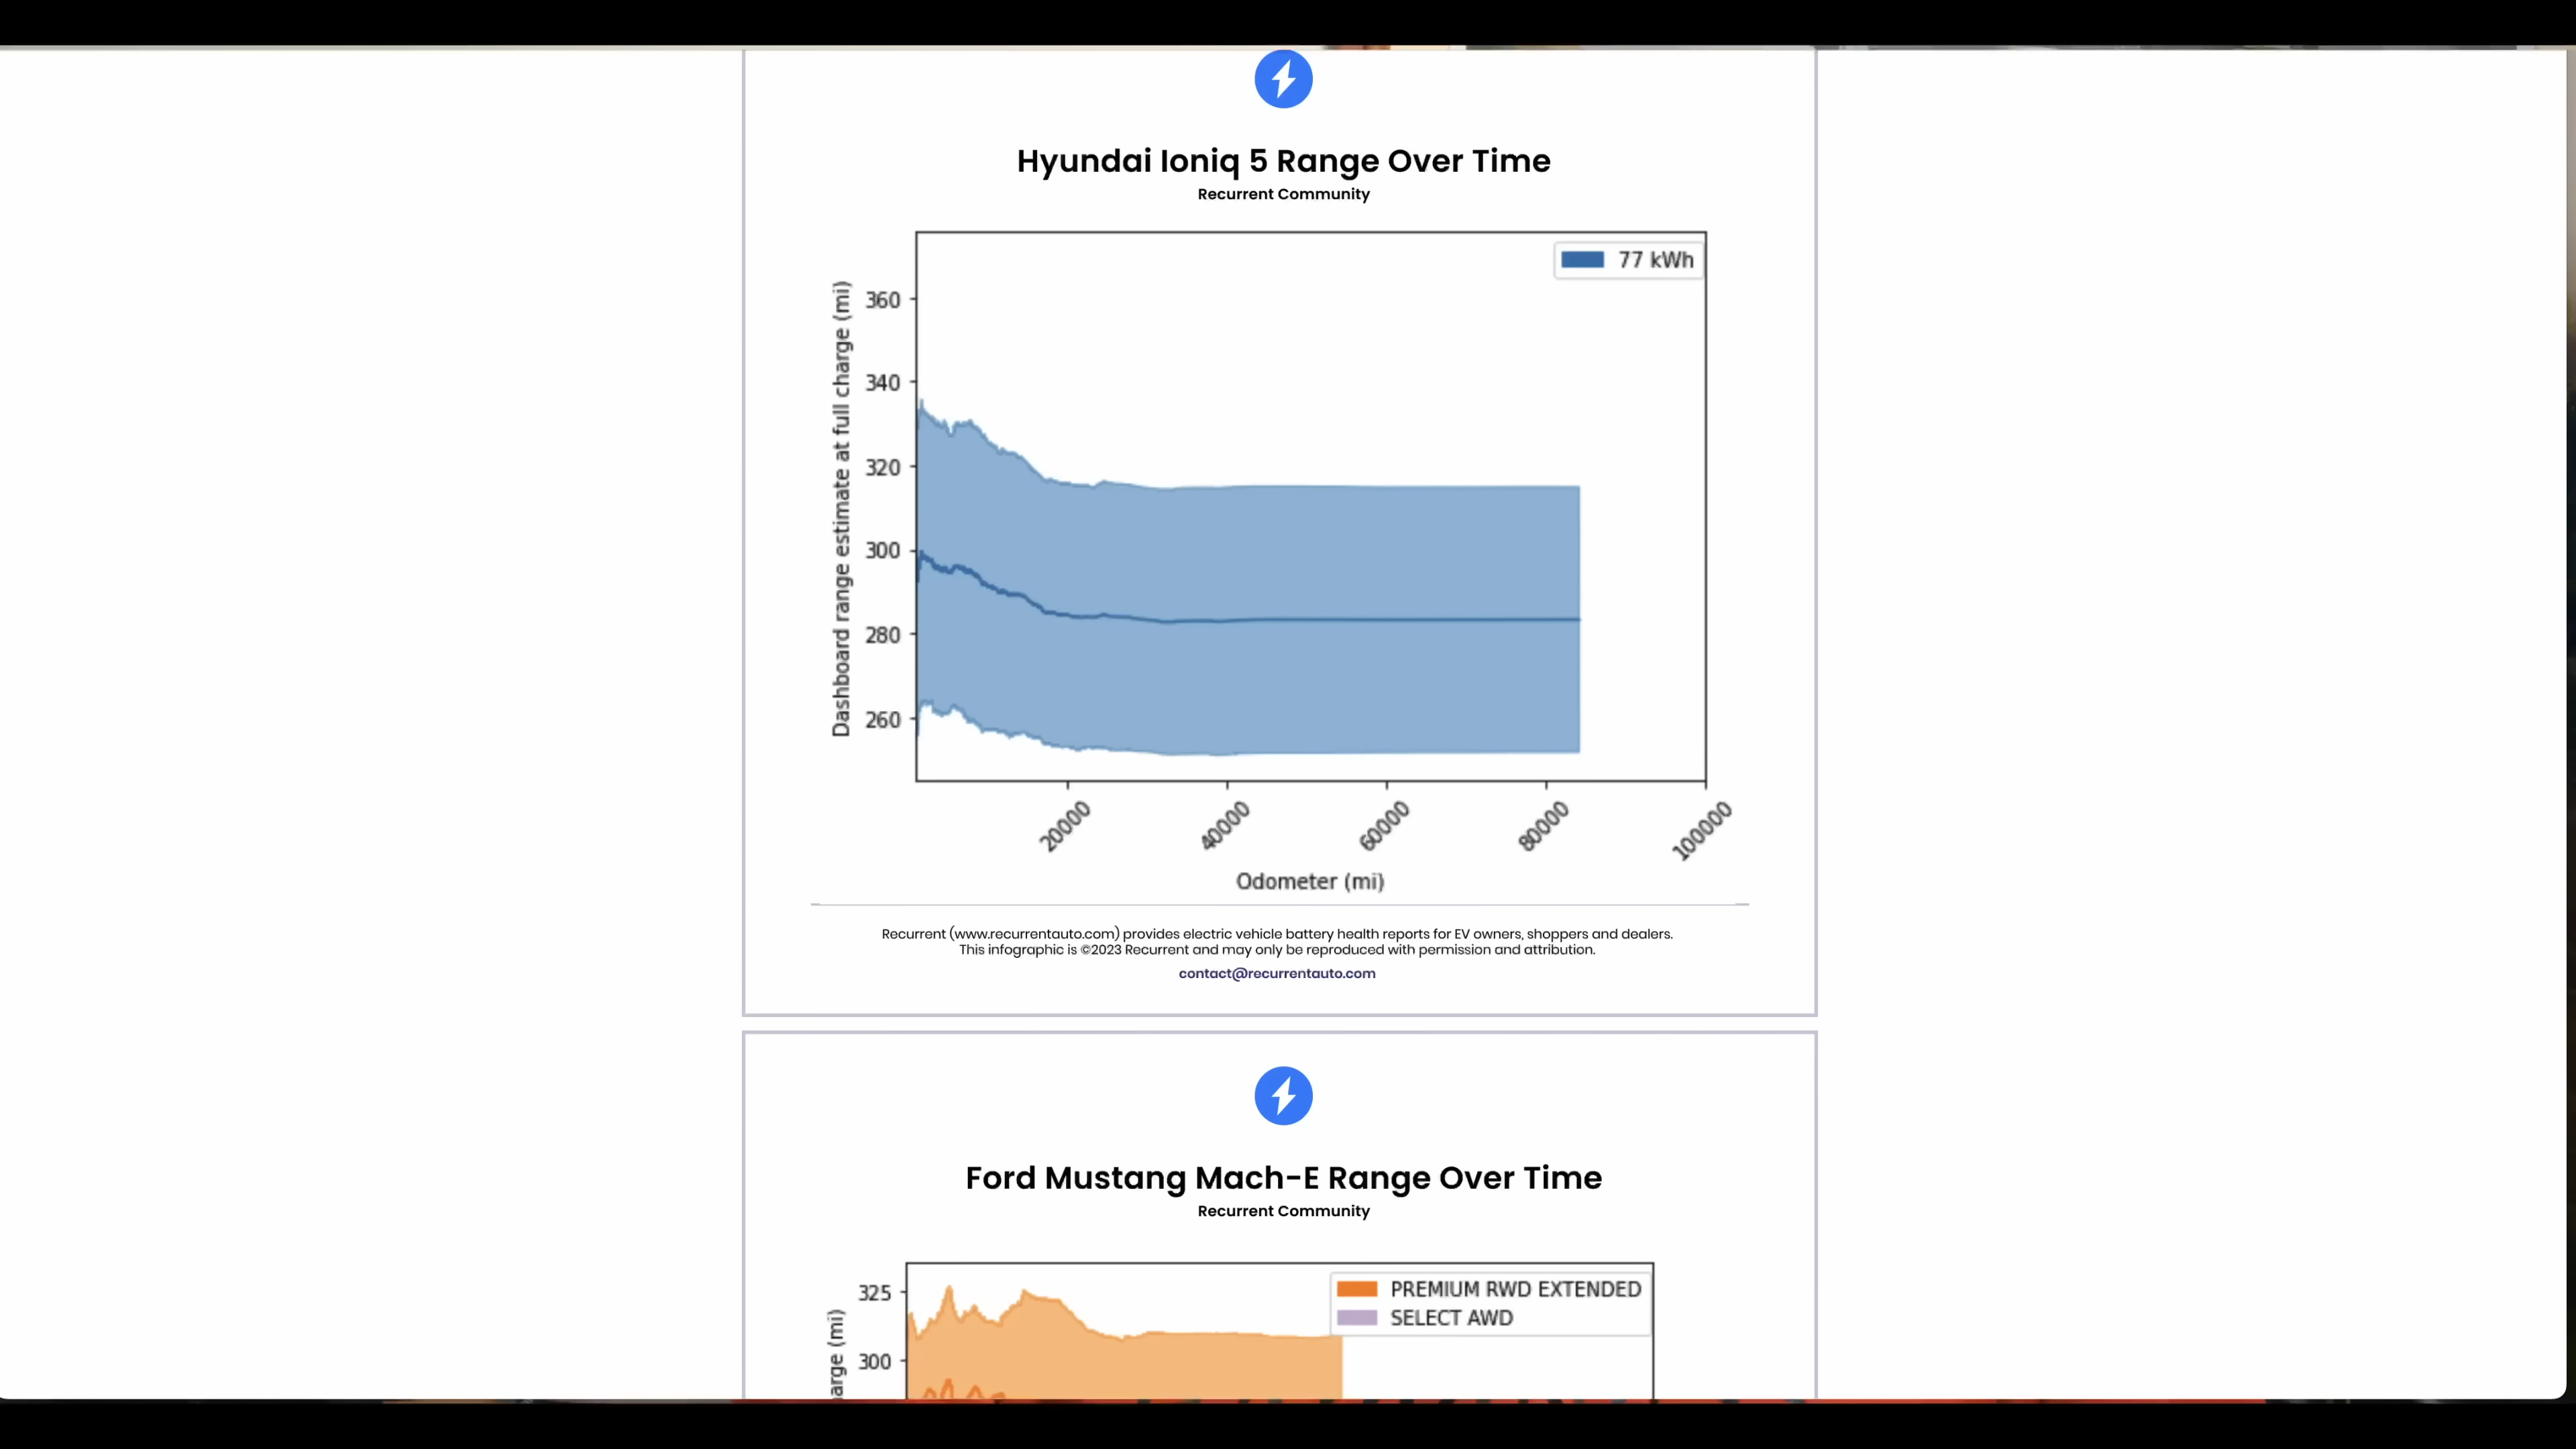 Hyundai Ioniq 5 Range Over Time
Recurrent Community
77 kWh
Dashboard range estimate at full charge (mi)
360
340
320
300
280
260
20000
40000
60000
80000
100000
Odometer (mi)
Recurrent (www.recurrentauto.com) provides electric vehicle battery health reports for EV owners, shoppers and dealers.
This infographic is ©2023 Recurrent and may only be reproduced with permission and attribution.
contact@recurrentauto.com
Ford Mustang Mach-E Range Over Time
Recurrent Community
PREMIUM RWD EXTENDED
SELECT AWD
325
300
arge (mi)